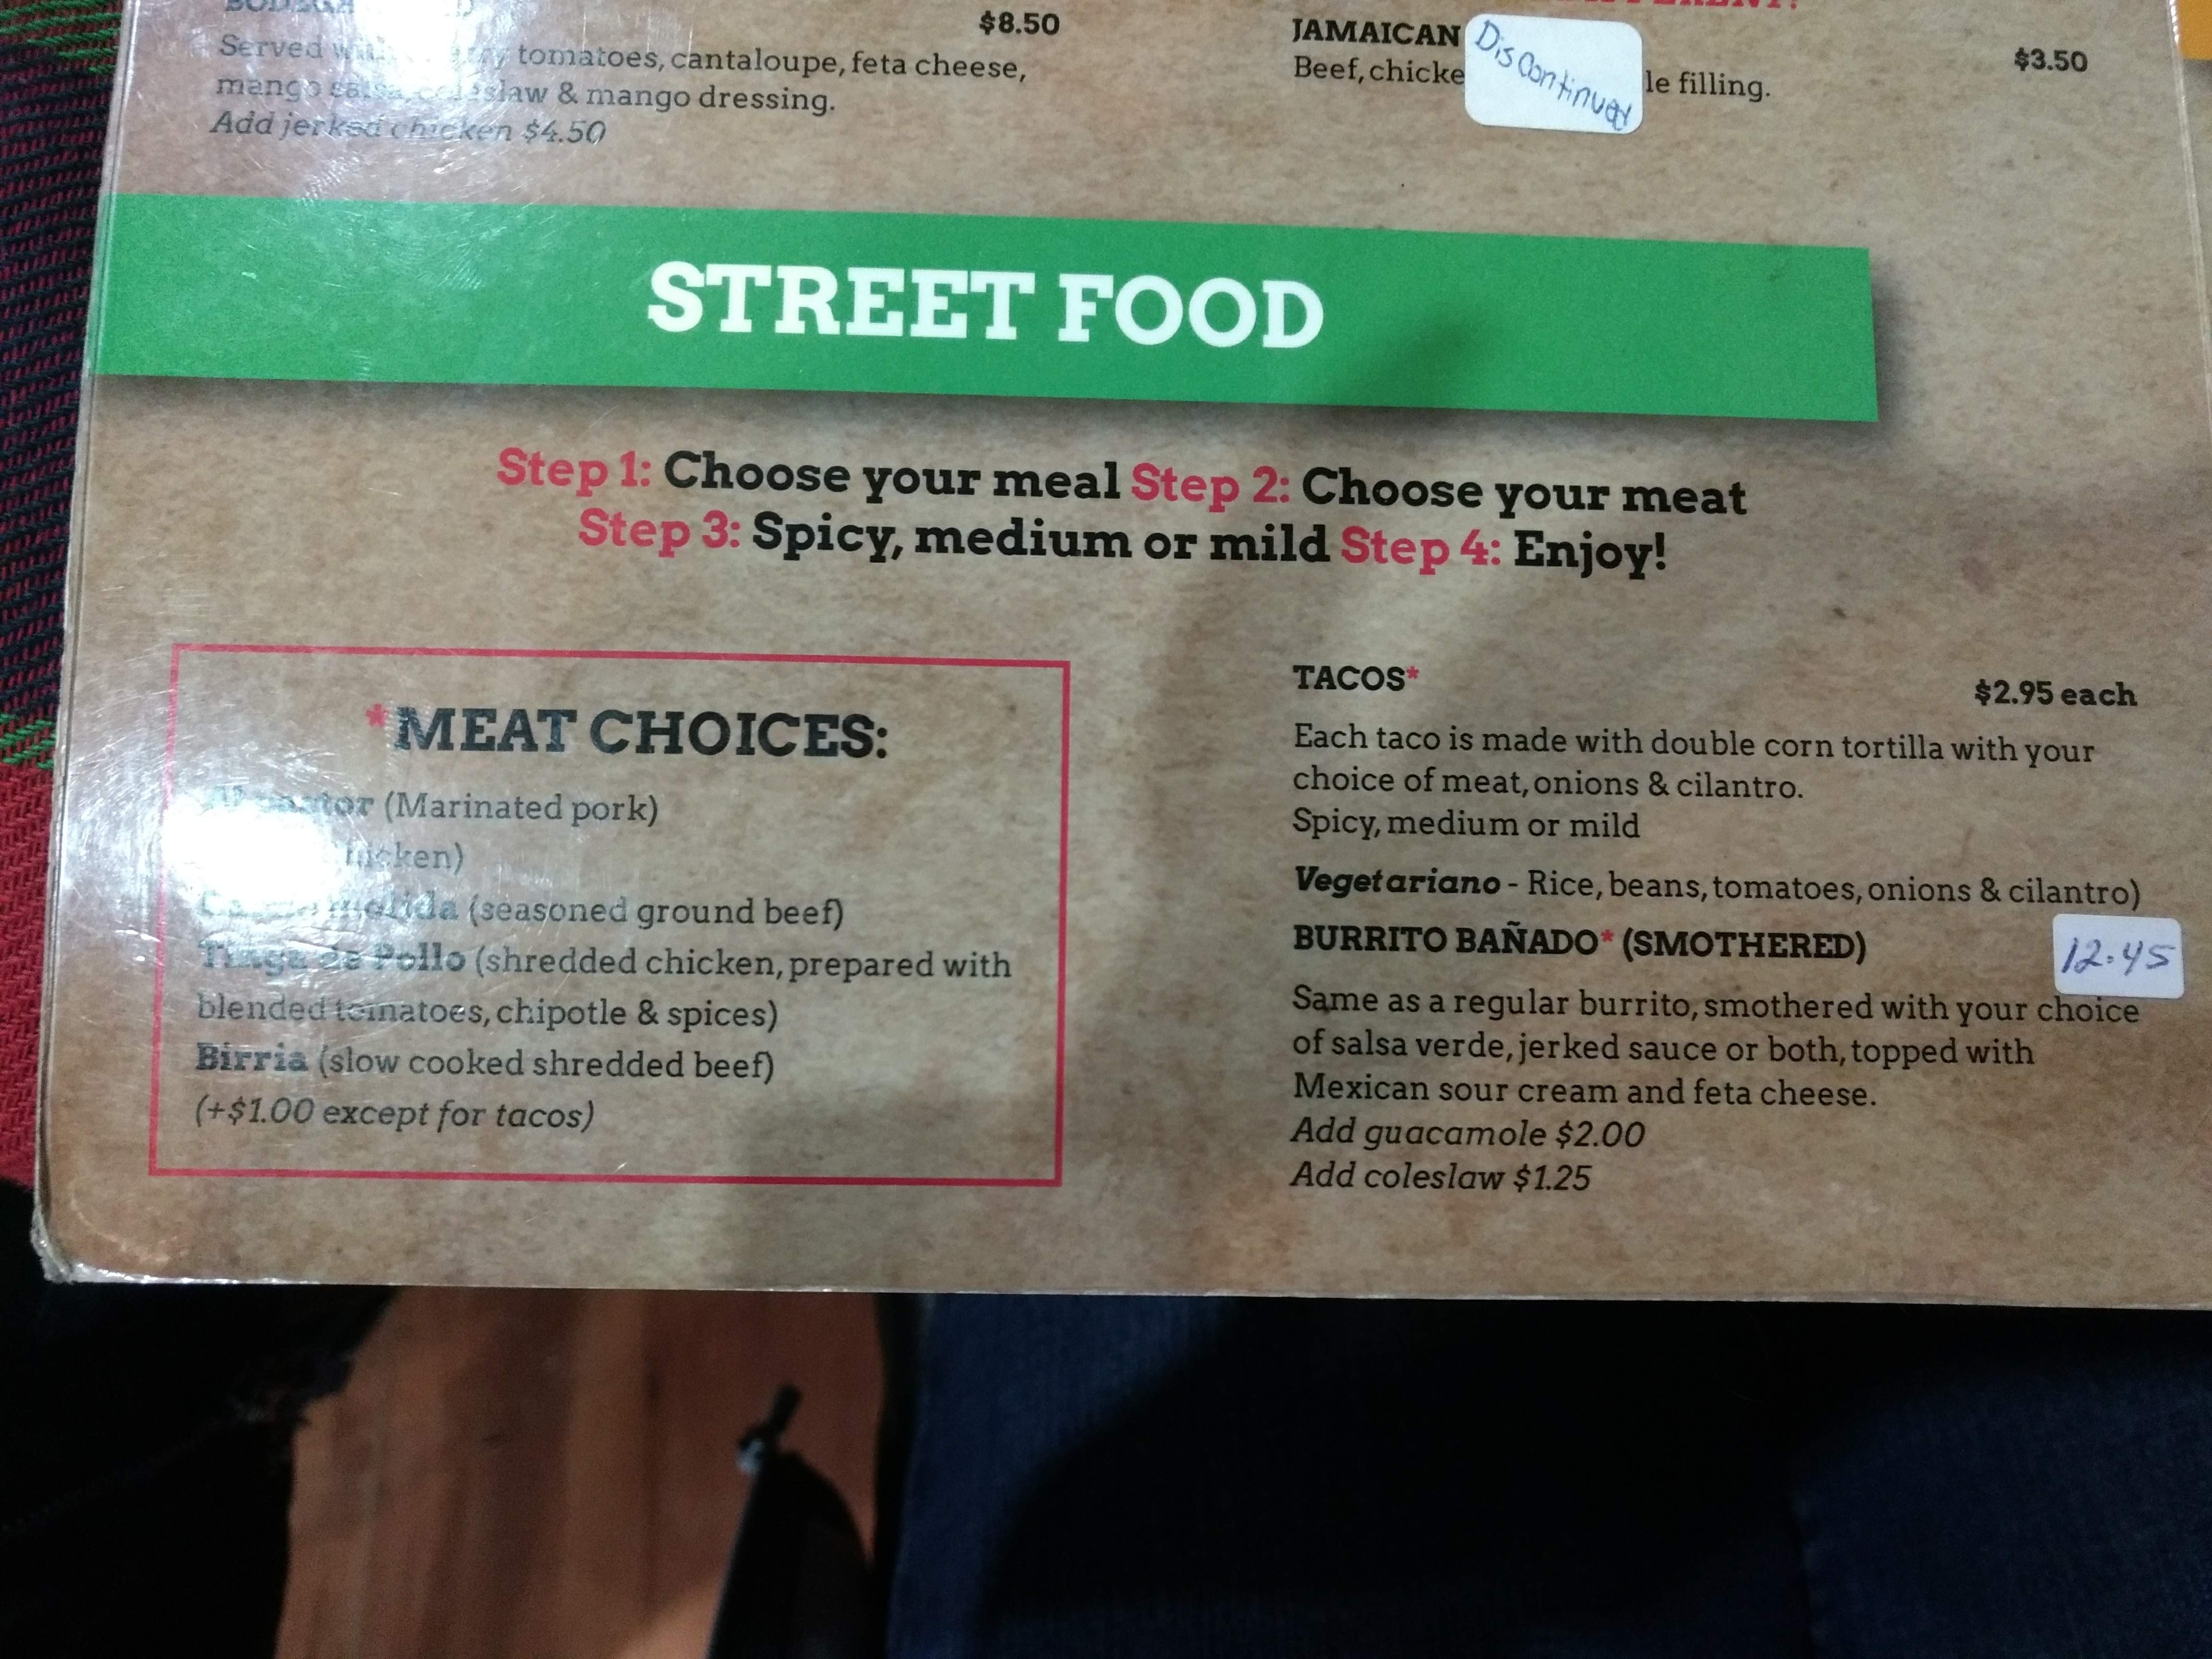 $8.50
Served tomatoes, cantaloupe, feta cheese,
mango salsa, coleslaw & mango dressing.
Add jerked chicken $4.50
JAMAICAN
$3.50
Beef, chicke le filling.
Discontinued
STREET FOOD
Step 1: Choose your meal Step 2: Choose your meat
Step 3: Spicy, medium or mild Step 4: Enjoy!
*MEAT CHOICES:
(Marinated pork)
hicken)
molida (seasoned ground beef)
Tinga de Pollo (shredded chicken, prepared with
blended tomatoes, chipotle & spices)
Birria (slow cooked shredded beef)
(+$1.00 except for tacos)
TACOS*
$2.95 each
Each taco is made with double corn tortilla with your
choice of meat, onions & cilantro.
Spicy, medium or mild
Vegetariano - Rice, beans, tomatoes, onions & cilantro)
BURRITO BAÑADO* (SMOTHERED)
12.45
Same as a regular burrito, smothered with your choice
of salsa verde, jerked sauce or both, topped with
Mexican sour cream and feta cheese.
Add guacamole $2.00
Add coleslaw $1.25